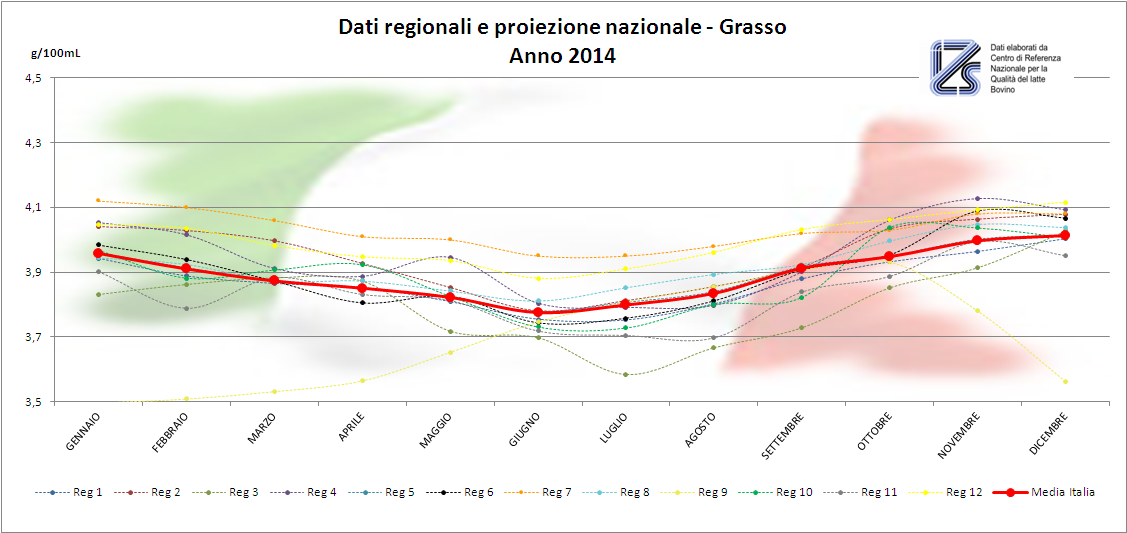 Dati regionali e proiezione nazionale - Grasso
Anno 2014
g/100mL
Dati elaborati da
Centro di Referenza
Nazionale per la
Qualità del latte
Bovino
4,5
4,3
4,1
3,9
3,7
3,5
GENNAIO
FEBBRAIO
MARZO
APRILE
MAGGIO
GIUGNO
LUGLIO
AGOSTO
SETTEMBRE
OTTOBRE
NOVEMBRE
DICEMBRE
Reg 1 Reg 2 Reg 3 Reg 4 Reg 5 Reg 6 Reg 7 Reg 8 Reg 9 Reg 10 Reg 11 Reg 12 Media Italia